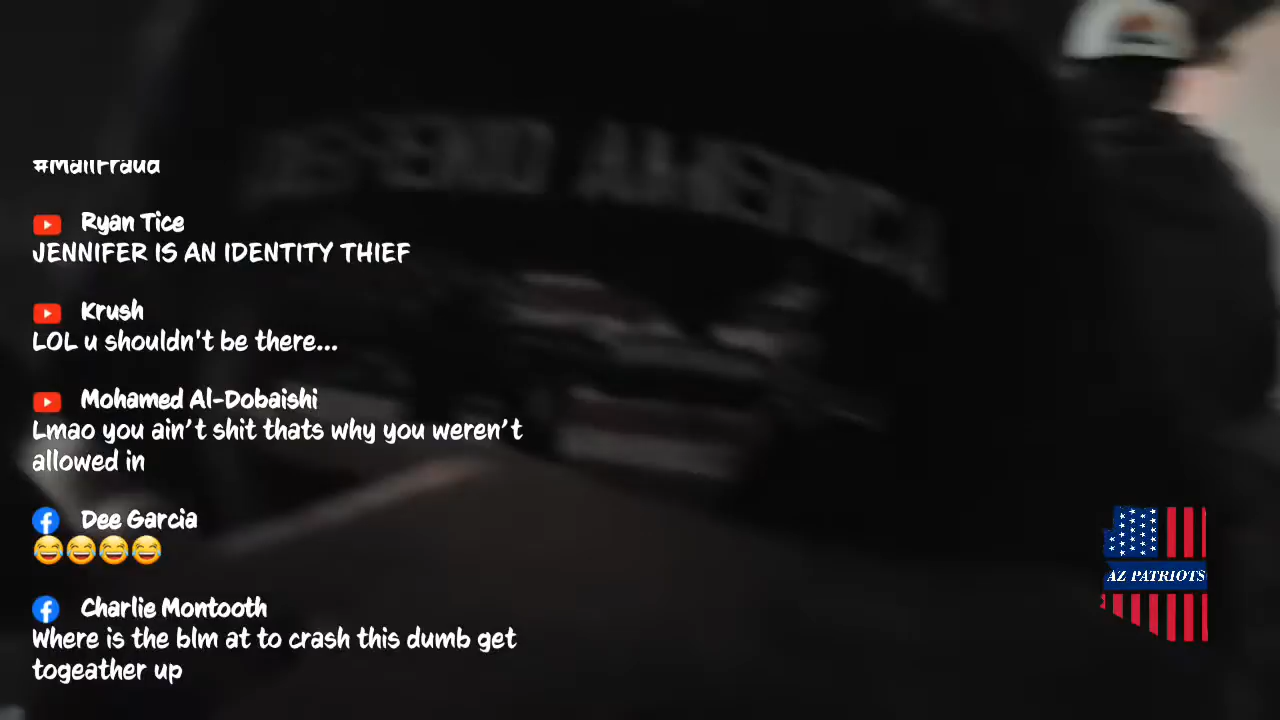 DEFEND AMERICA
#MailFraud
Ryan Tice
JENNIFER IS AN IDENTITY THIEF
Krush
LOL u shouldn't be there...
Mohamed Al-Dobaishi
Lmao you ain't shit thats why you weren't
allowed in
Dee Garcia
😂😂😂😂
Charlie Montooth
Where is the blm at to crash this dumb get
togeather up
AZ PATRIOTS